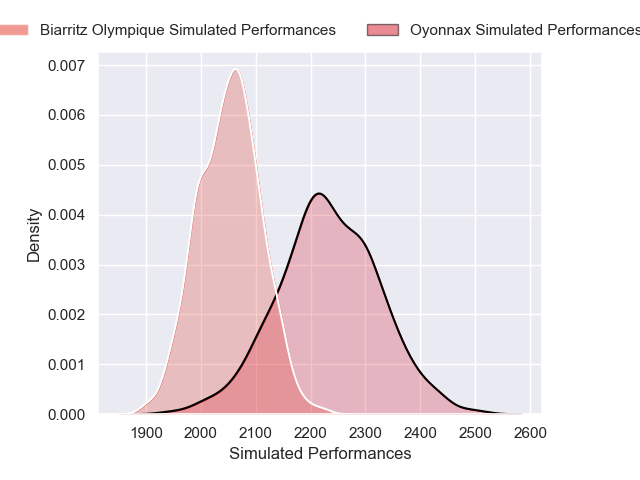 Biarritz Olympique Simulated Performances
Oyonnax Simulated Performances
0.007
0.006
0.005
0.004
0.003
0.002
0.001
0.000
Density
1900 2000 2100 2200 2300 2400 2500 2600
Simulated Performances